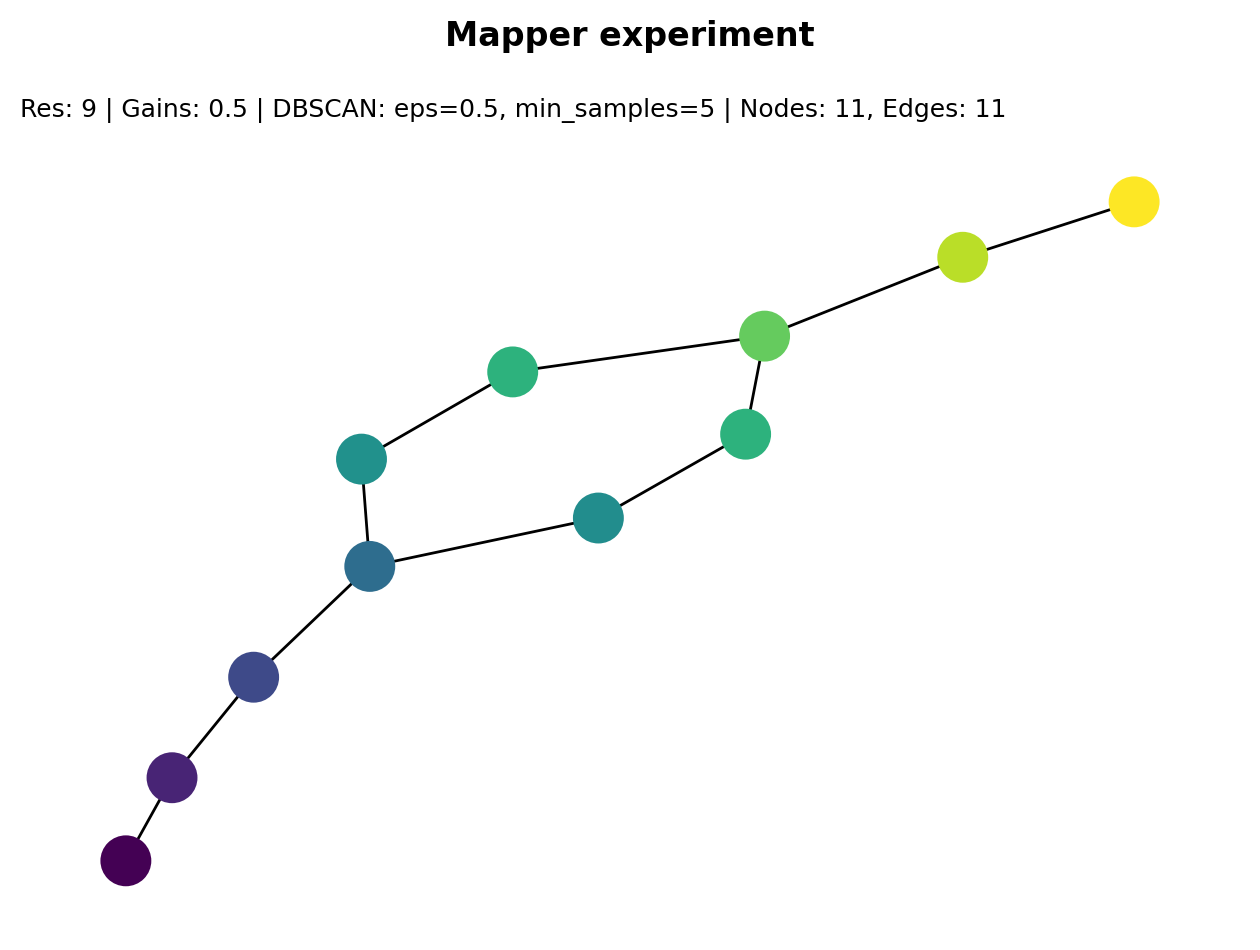 Mapper experiment
Res: 9 | Gains: 0.5 | DBSCAN: eps=0.5, min_samples=5 | Nodes: 11, Edges: 11